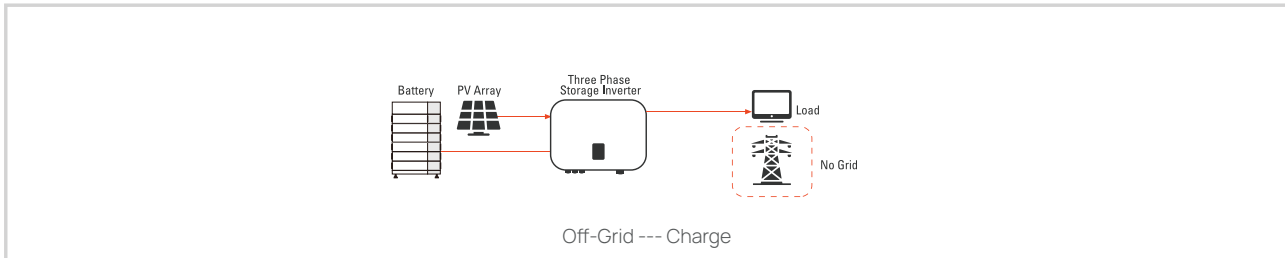 Three Phase
Storage Inverter
Battery
PV Array
Load
No Grid
Off-Grid --- Charge